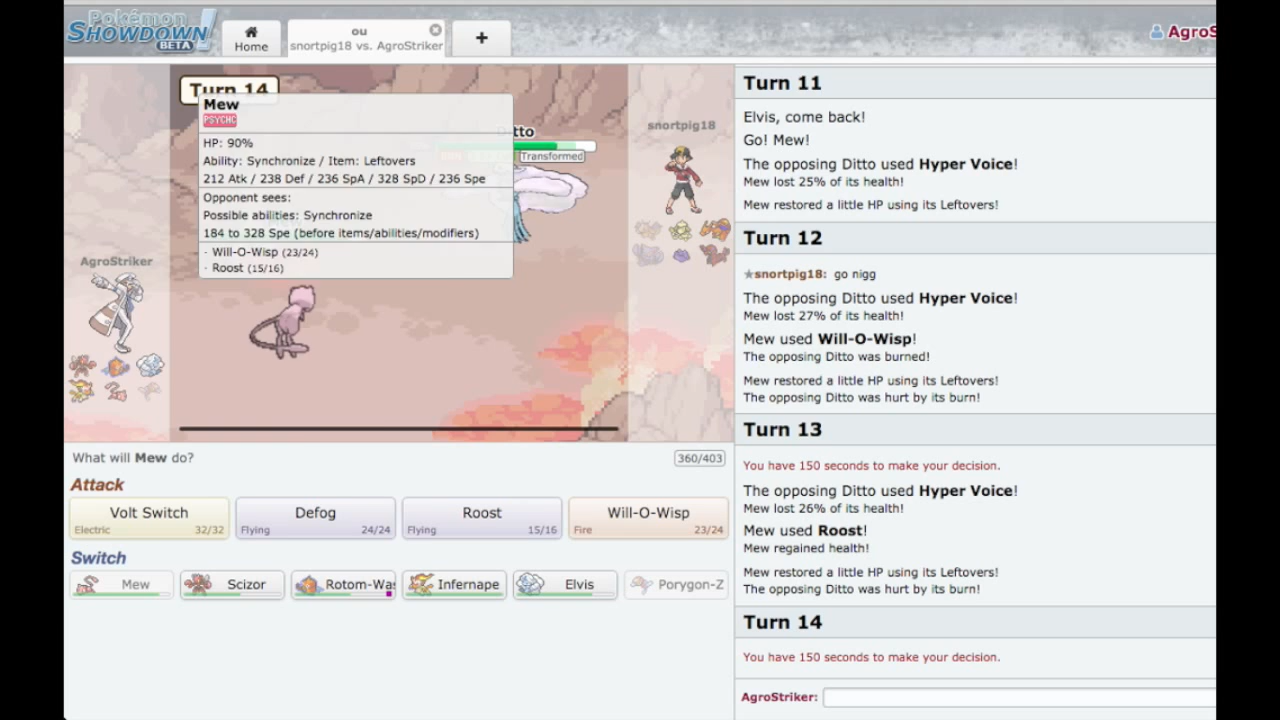 Pokémon
SHOWDOWN!
BETA
Home
ou
snortpig18 vs. AgroStriker
+
AgroS
Turn 14
Mew
PSYCHC
HP: 90%
Ability: Synchronize / Item: Leftovers
212 Atk / 238 Def / 236 SpA / 328 SpD / 236 Spe
Opponent sees:
Possible abilities: Synchronize
184 to 328 Spe (before items/abilities/modifiers)
· Will-O-Wisp (23/24)
· Roost (15/16)
tto
Transformed
snortpig18
AgroStriker
What will Mew do?
360/403
Attack
Volt Switch
Electric 32/32
Defog
Flying 24/24
Roost
Flying 15/16
Will-O-Wisp
Fire 23/24
Switch
Mew
Scizor
Rotom-Was
Infernape
Elvis
Porygon-Z
Turn 11
Elvis, come back!
Go! Mew!
The opposing Ditto used Hyper Voice!
Mew lost 25% of its health!
Mew restored a little HP using its Leftovers!
Turn 12
★snortpig18: go nigg
The opposing Ditto used Hyper Voice!
Mew lost 27% of its health!
Mew used Will-O-Wisp!
The opposing Ditto was burned!
Mew restored a little HP using its Leftovers!
The opposing Ditto was hurt by its burn!
Turn 13
You have 150 seconds to make your decision.
The opposing Ditto used Hyper Voice!
Mew lost 26% of its health!
Mew used Roost!
Mew regained health!
Mew restored a little HP using its Leftovers!
The opposing Ditto was hurt by its burn!
Turn 14
You have 150 seconds to make your decision.
AgroStriker: